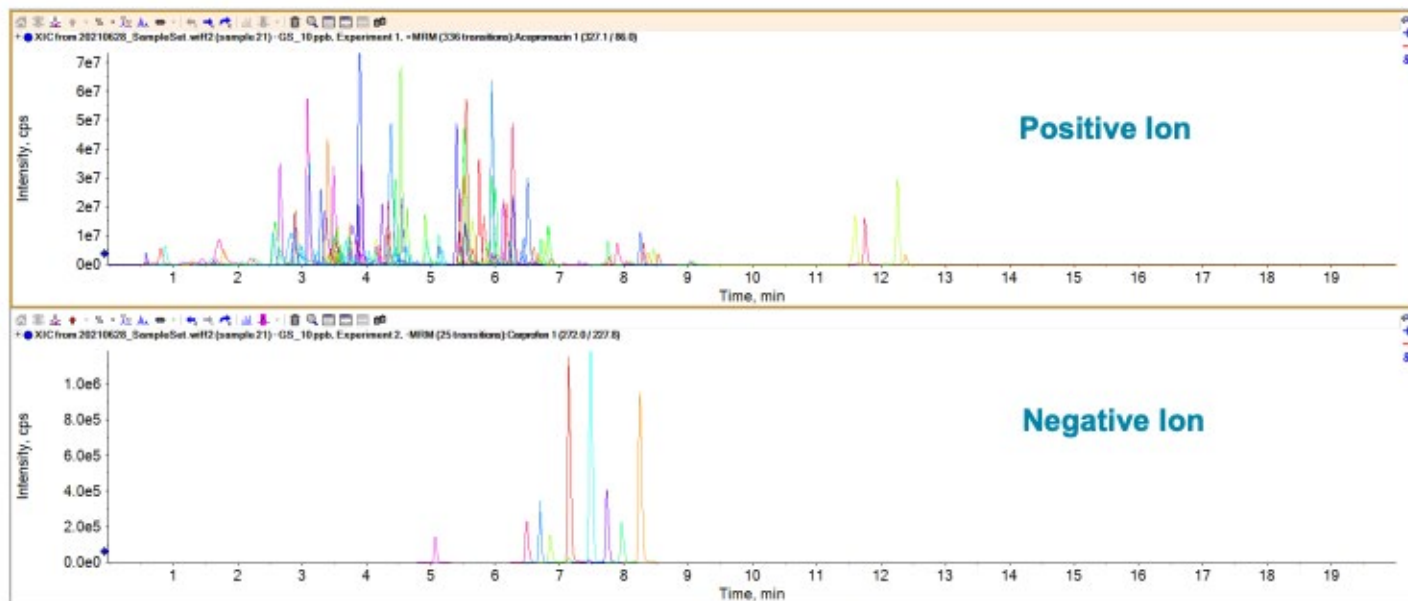 XIC from 20210628_SampleSet.wiff2 (sample 21) - GS_10 ppb, Experiment 1, +MRM (336 transitions): Acepromazin 1 (327.1 / 86.0)
7e7
6e7
5e7
4e7
3e7
2e7
1e7
0e0
Intensity, cps
Positive Ion
1 2 3 4 5 6 7 8 9 10 11 12 13 14 15 16 17 18 19
Time, min
XIC from 20210628_SampleSet.wiff2 (sample 21) - GS_10 ppb, Experiment 2, -MRM (25 transitions): Carprofen 1 (272.0 / 227.8)
1.0e6
8.0e5
6.0e5
4.0e5
2.0e5
0.0e0
Intensity, cps
Negative Ion
1 2 3 4 5 6 7 8 9 10 11 12 13 14 15 16 17 18 19
Time, min